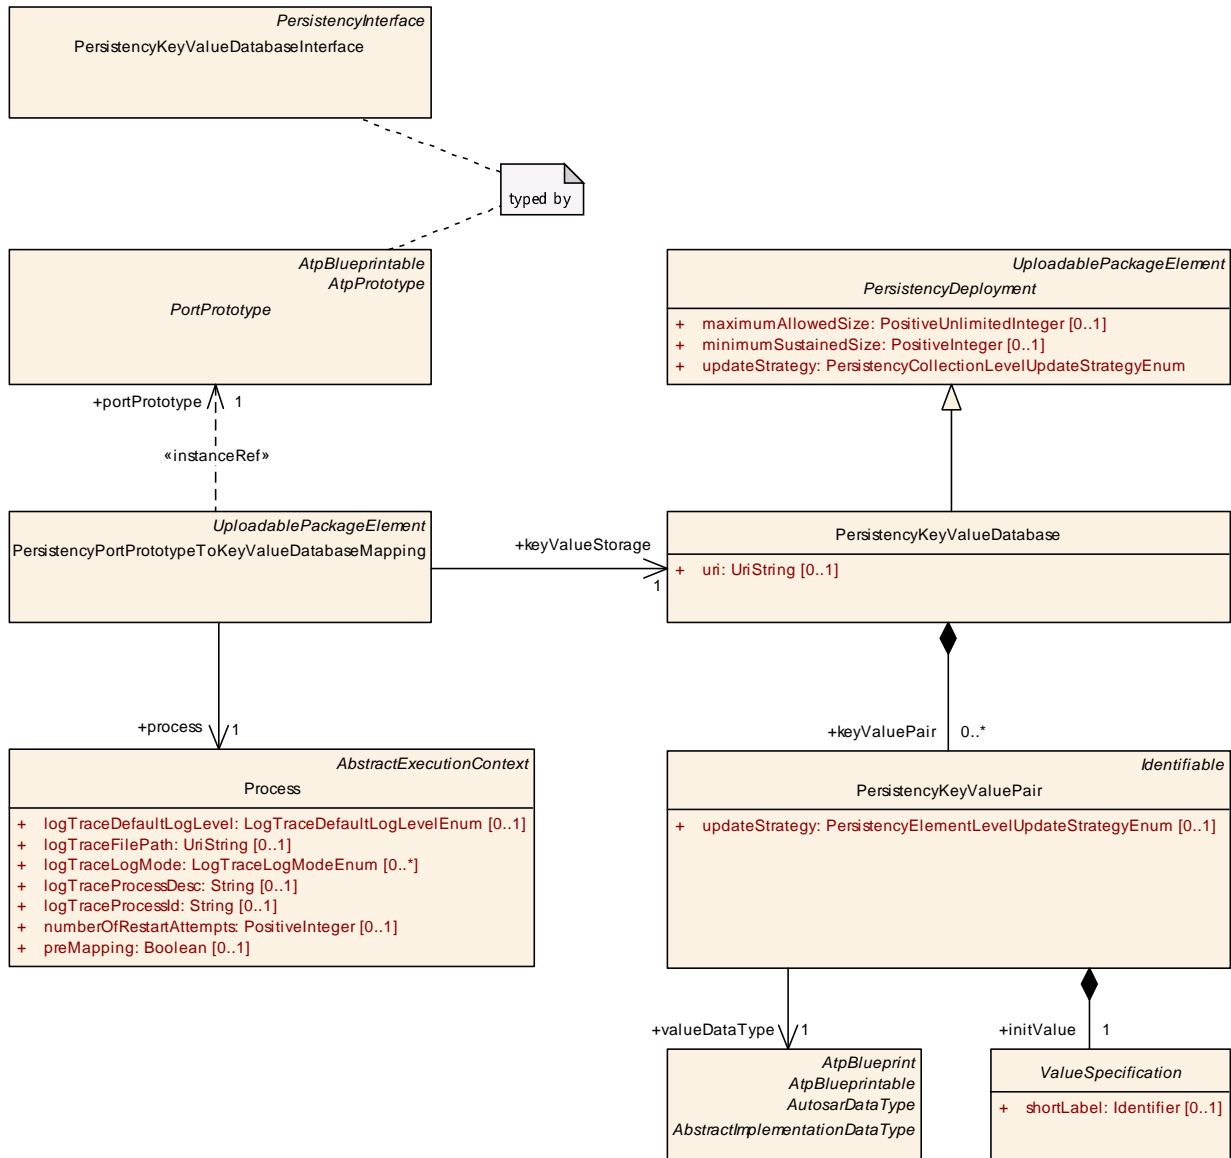 PersistencyInterface
PersistencyKeyValueDatabaseInterface
typed by
AtpBlueprintable
AtpPrototype
PortPrototype
UploadablePackageElement
PersistencyDeployment
+ maximumAllowedSize: PositiveUnlimitedInteger [0..1]
+ minimumSustainedSize: PositiveInteger [0..1]
+ updateStrategy: PersistencyCollectionLevelUpdateStrategyEnum
+portPrototype 1
«instanceRef»
UploadablePackageElement
PersistencyPortPrototypeToKeyValueDatabaseMapping
+keyValueStorage
1
PersistencyKeyValueDatabase
+ uri: UriString [0..1]
+process 1
+keyValuePair 0..*
AbstractExecutionContext
Process
+ logTraceDefaultLogLevel: LogTraceDefaultLogLevelEnum [0..1]
+ logTraceFilePath: UriString [0..1]
+ logTraceLogMode: LogTraceLogModeEnum [0..*]
+ logTraceProcessDesc: String [0..1]
+ logTraceProcessId: String [0..1]
+ numberOfRestartAttempts: PositiveInteger [0..1]
+ preMapping: Boolean [0..1]
Identifiable
PersistencyKeyValuePair
+ updateStrategy: PersistencyElementLevelUpdateStrategyEnum [0..1]
+valueDataType 1
+initValue 1
AtpBlueprint
AtpBlueprintable
AutosarDataType
AbstractImplementationDataType
ValueSpecification
+ shortLabel: Identifier [0..1]